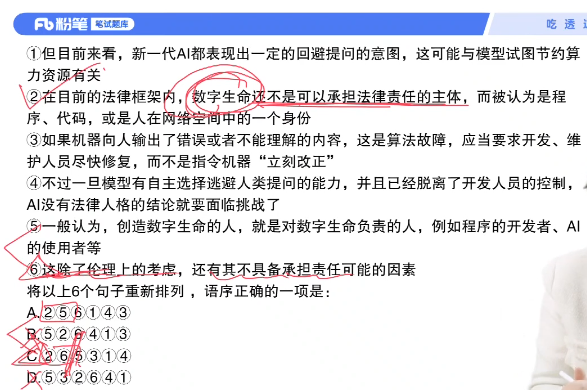 粉笔 笔试题库
吃透
①但目前来看，新一代AI都表现出一定的回避提问的意图，这可能与模型试图节约算
力资源有关
②在目前的法律框架内，数字生命还不是可以承担法律责任的主体，而被认为是程
序、代码，或是人在网络空间中的一个身份
③如果机器向人输出了错误或者不能理解的内容，这是算法故障，应当要求开发、维
护人员尽快修复，而不是指令机器“立刻改正”
④不过一旦模型有自主选择逃避人类提问的能力，并且已经脱离了开发人员的控制，
AI没有法律人格的结论就要面临挑战了
⑤一般认为，创造数字生命的人，就是对数字生命负责的人，例如程序的开发者、AI
的使用者等
⑥这除了伦理上的考虑，还有其不具备承担责任可能的因素
将以上6个句子重新排列，语序正确的一项是：
A.②⑤⑥①④③
B.⑤②⑥④①③
C.②⑥⑤③①④
D.⑤③②⑥④①